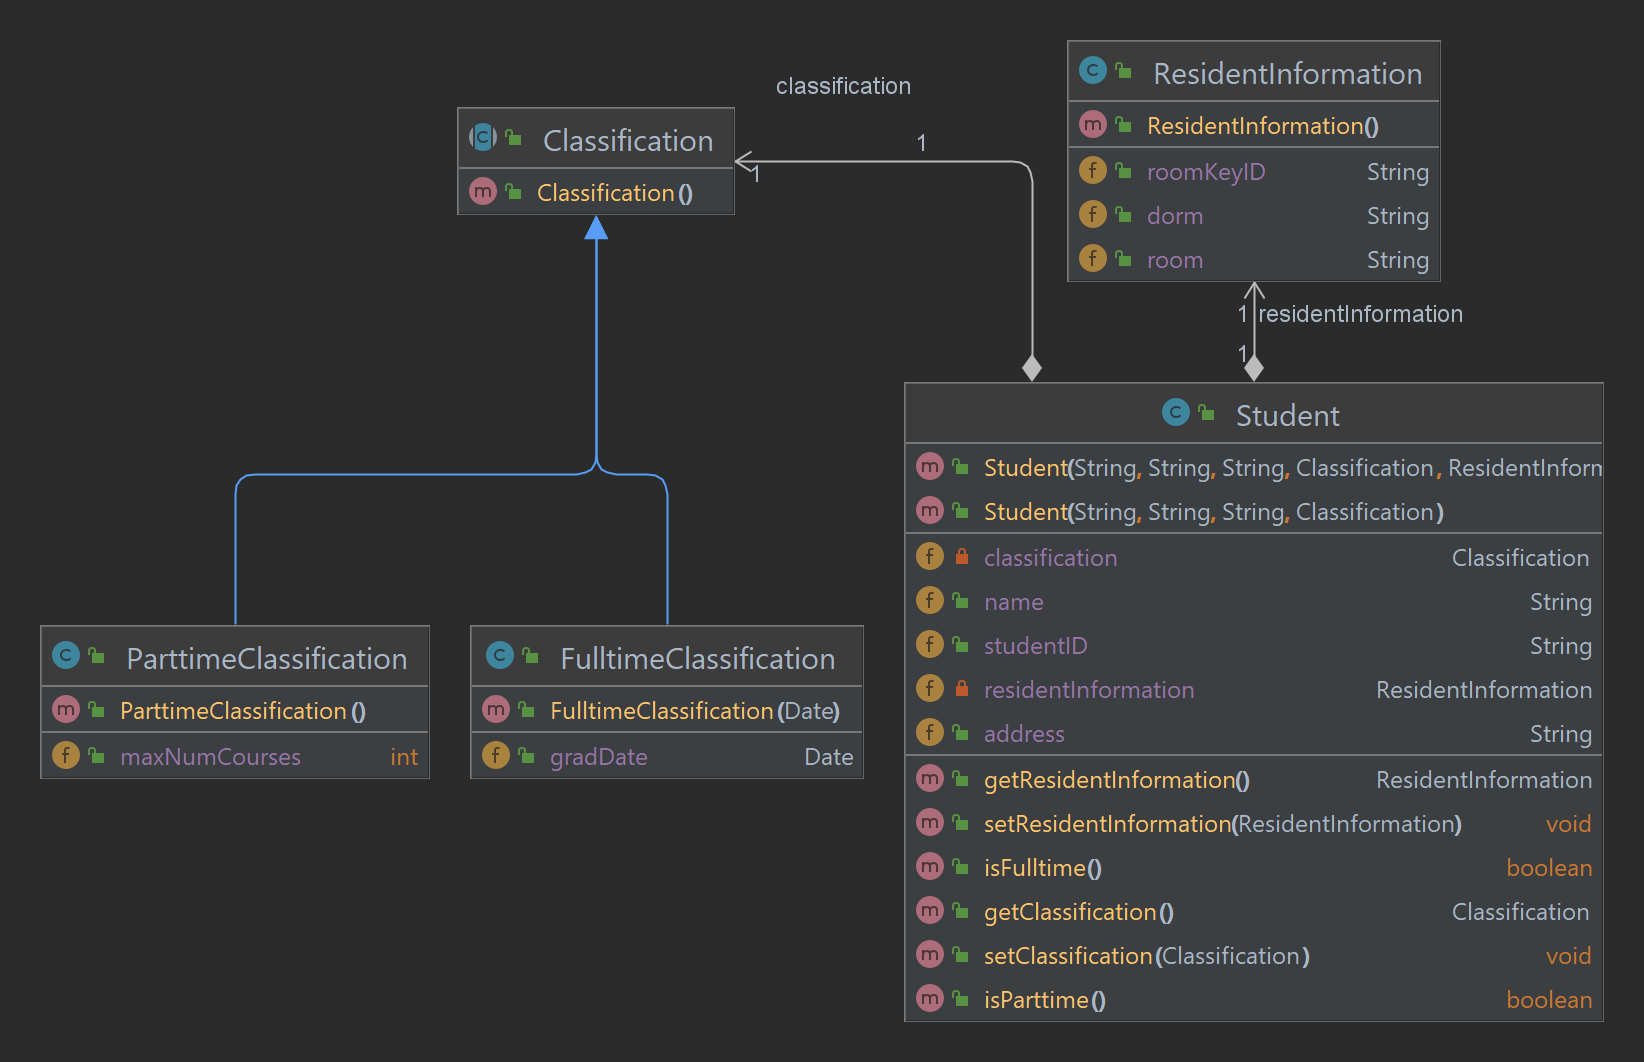 classification
1
1
Classification
Classification()
ResidentInformation
ResidentInformation()
roomKeyID String
dorm String
room String
1 residentInformation
1
Student
Student(String, String, String, Classification, ResidentInform
Student(String, String, String, Classification)
classification Classification
name String
studentID String
residentInformation ResidentInformation
address String
getResidentInformation() ResidentInformation
setResidentInformation(ResidentInformation) void
isFulltime() boolean
getClassification() Classification
setClassification(Classification) void
isParttime() boolean
ParttimeClassification
ParttimeClassification()
maxNumCourses int
FulltimeClassification
FulltimeClassification(Date)
gradDate Date